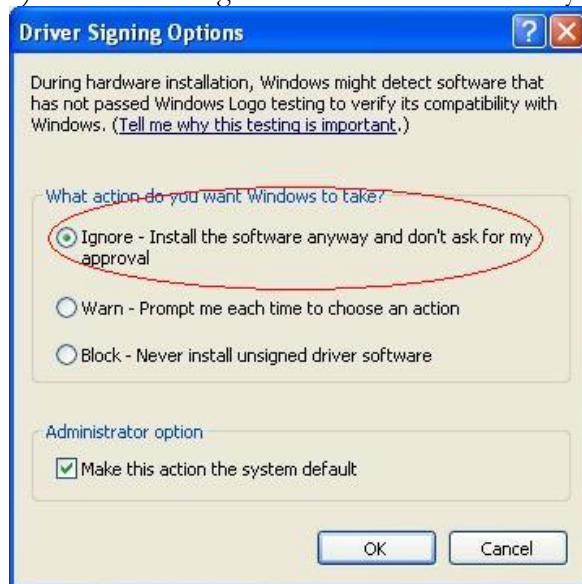 Driver Signing Options
During hardware installation, Windows might detect software that
has not passed Windows Logo testing to verify its compatibility with
Windows. (Tell me why this testing is important.)
What action do you want Windows to take?
Ignore - Install the software anyway and don't ask for my
approval
Warn - Prompt me each time to choose an action
Block - Never install unsigned driver software
Administrator option
Make this action the system default
OK Cancel